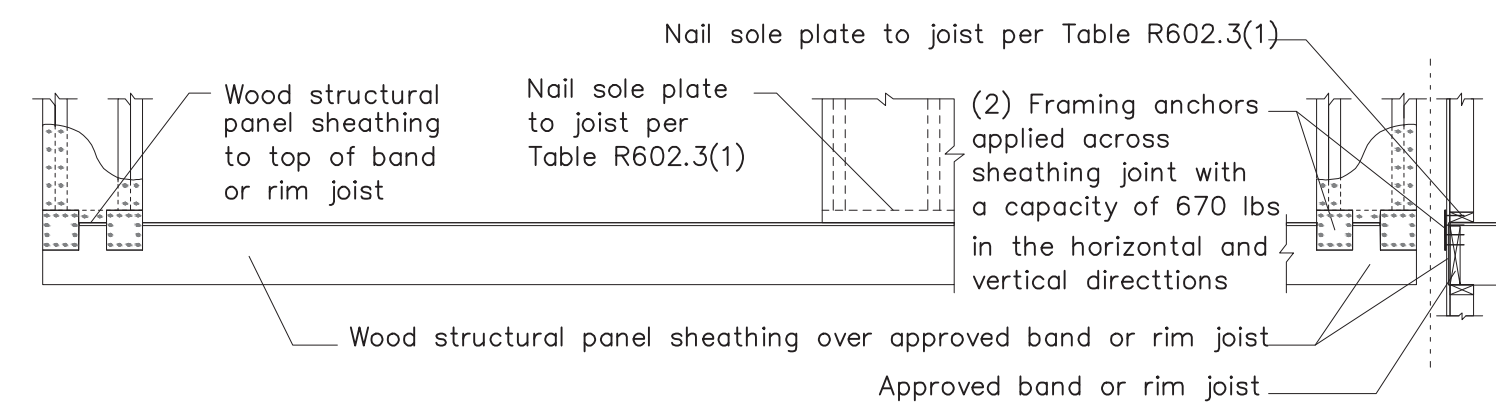 Nail sole plate to joist per Table R602.3(1)
Wood structural
panel sheathing
to top of band
or rim joist
Nail sole plate
to joist per
Table R602.3(1)
(2) Framing anchors
applied across
sheathing joint with
a capacity of 670 lbs
in the horizontal and
vertical directtions
Wood structural panel sheathing over approved band or rim joist
Approved band or rim joist